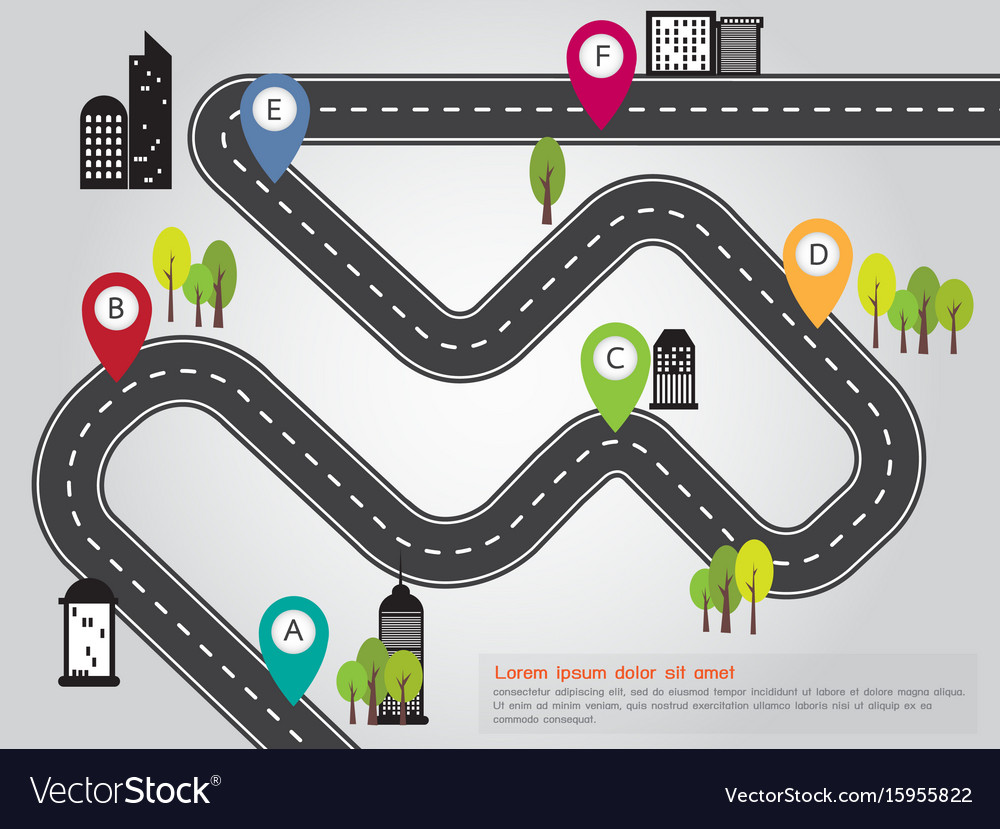 F
E
D
B
C
A
Lorem ipsum dolor sit amet
consectetur adipiscing elit, sed do eiusmod tempor incididunt ut labore et dolore magna aliqua.
Ut enim ad minim veniam, quis nostrud exercitation ullamco laboris nisi ut aliquip ex ea
commodo consequat.
VectorStock®
VectorStock.com/15955822